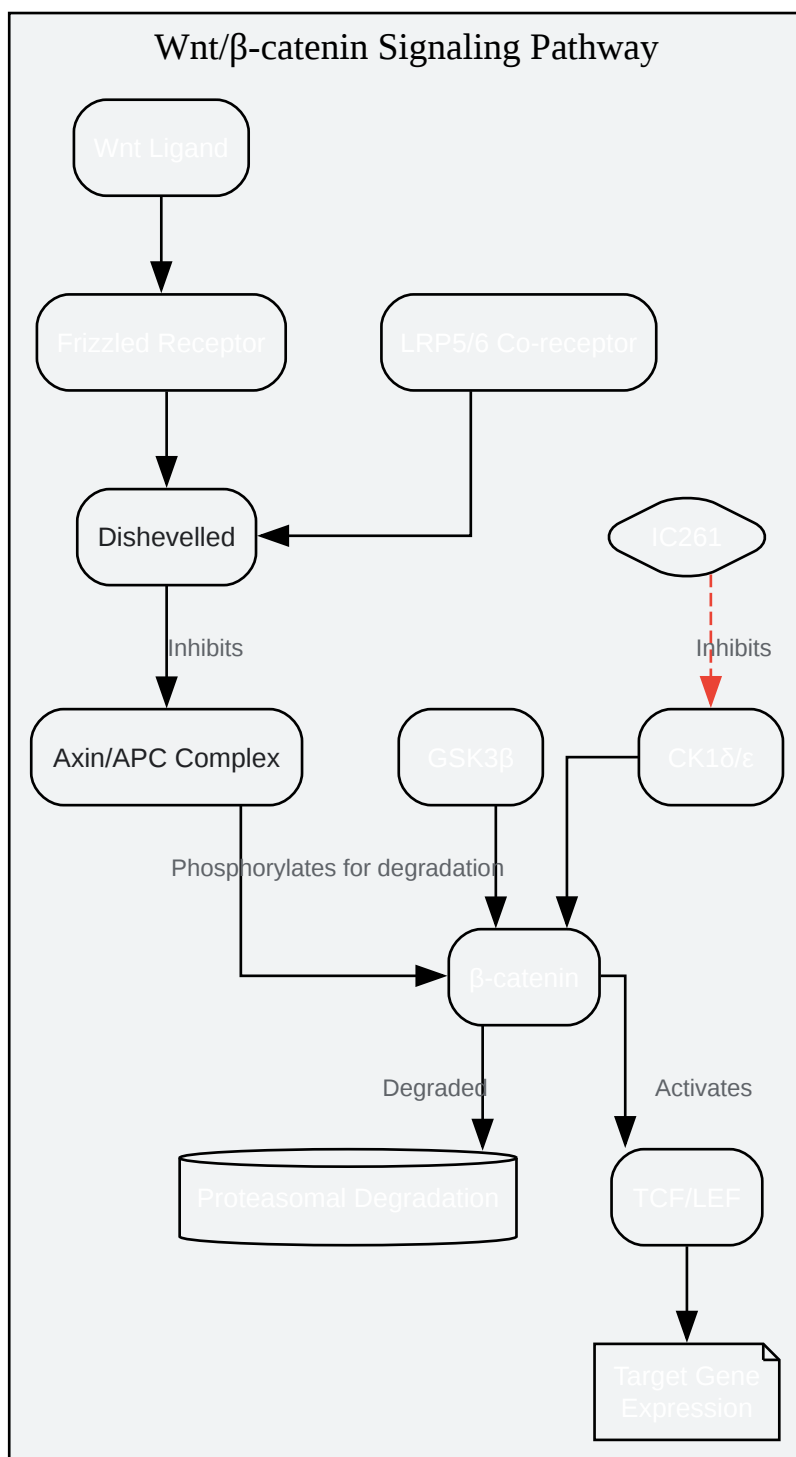 Wnt/β-catenin Signaling Pathway
Wnt Ligand
Frizzled Receptor
LRP5/6 Co-receptor
Dishevelled
IC261
Inhibits
Inhibits
Axin/APC Complex
GSK3β
CK1δ/ε
Phosphorylates for degradation
β-catenin
Degraded
Activates
Proteasomal Degradation
TCF/LEF
Target Gene
Expression